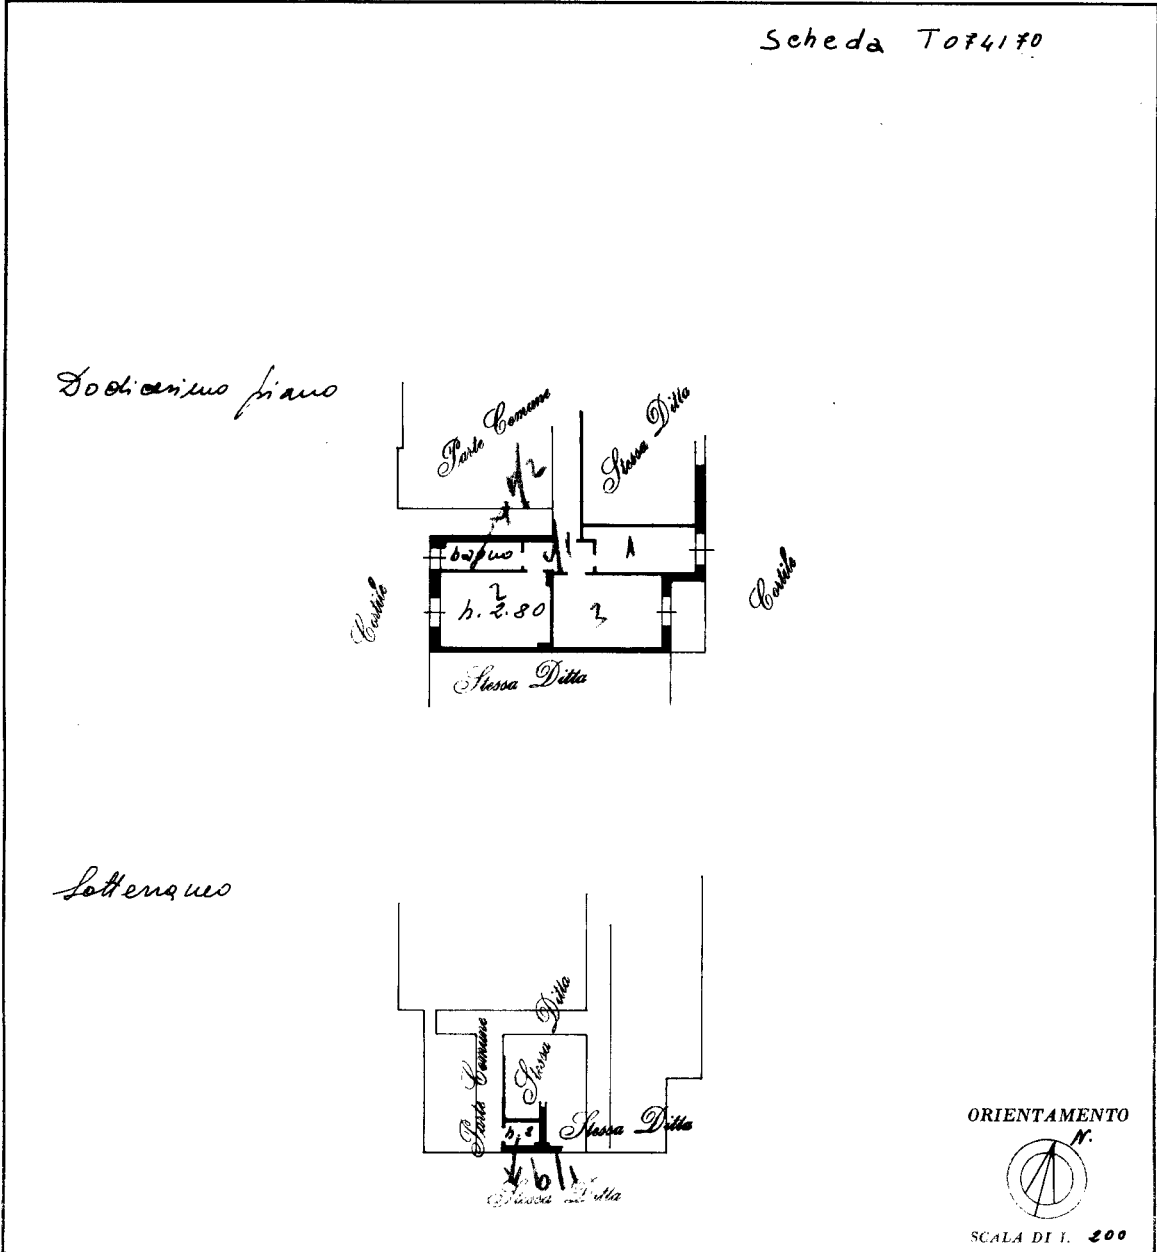 Scheda T074170
Dodicesimo piano
Parte Comune
Stessa Ditta
bagno
1
2
h. 2.80
3
Cortile
Cortile
Stessa Ditta
Sotterraneo
Stessa Ditta
Parte Comune
h. 2
Stessa Ditta
Stessa Ditta
ORIENTAMENTO
N.
SCALA DI 1. 200